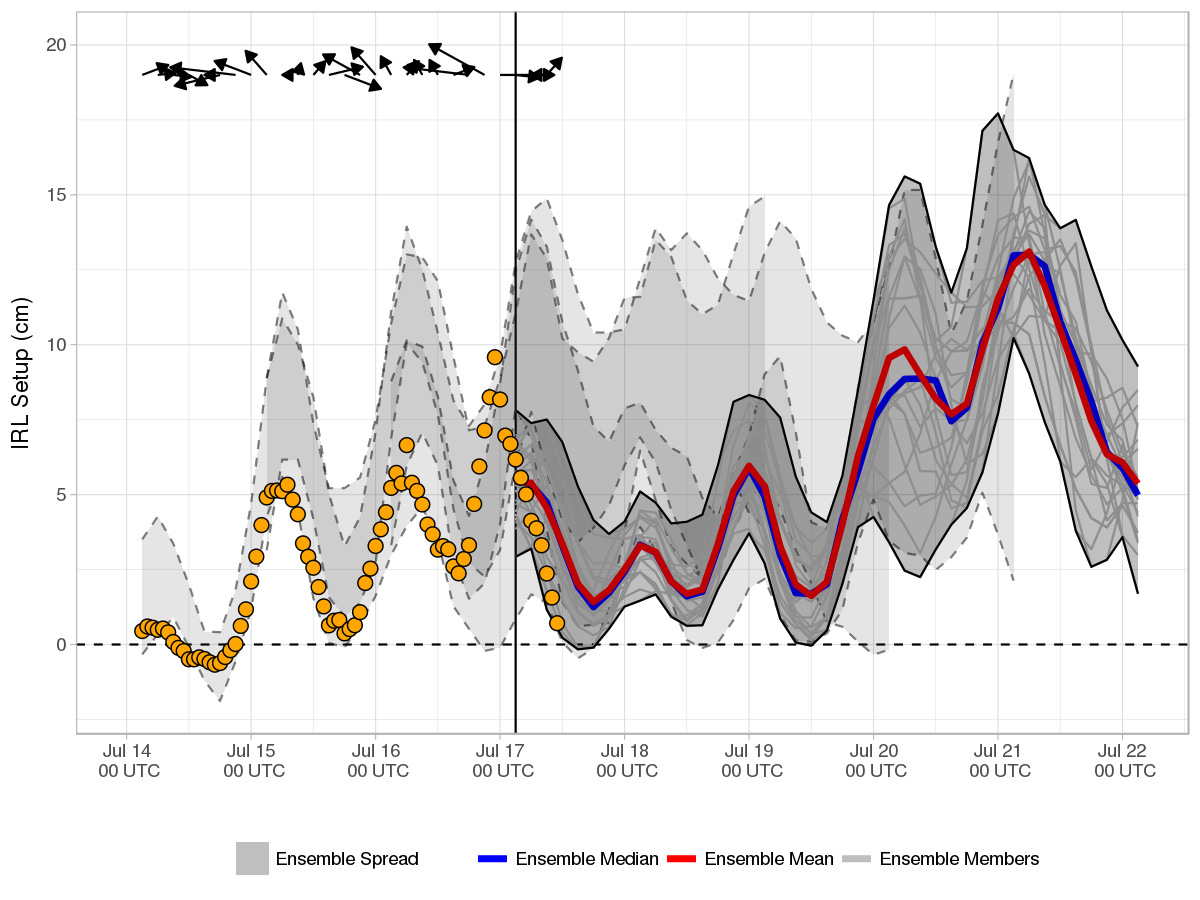 IRL Setup (cm)
20
15
10
5
0
Jul 14 Jul 15 Jul 16 Jul 17 Jul 18 Jul 19 Jul 20 Jul 21 Jul 22
00 UTC 00 UTC 00 UTC 00 UTC 00 UTC 00 UTC 00 UTC 00 UTC 00 UTC
Ensemble Spread Ensemble Median Ensemble Mean Ensemble Members